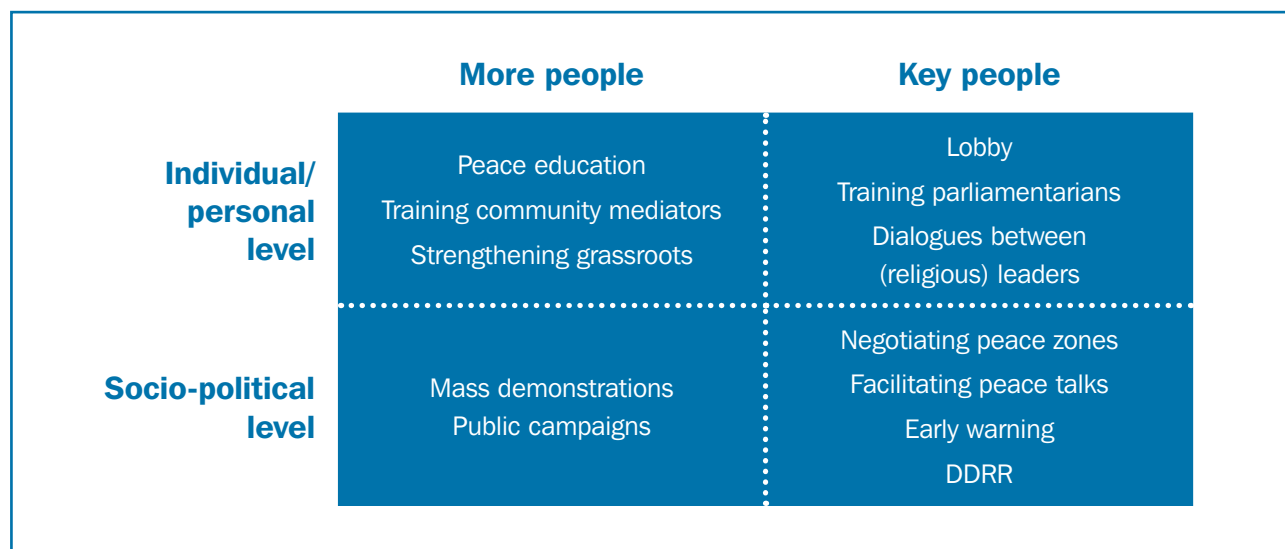 More people
Key people
Individual/
personal
level
Peace education
Training community mediators
Strengthening grassroots
Lobby
Training parliamentarians
Dialogues between
(religious) leaders
Socio-political
level
Mass demonstrations
Public campaigns
Negotiating peace zones
Facilitating peace talks
Early warning
DDRR